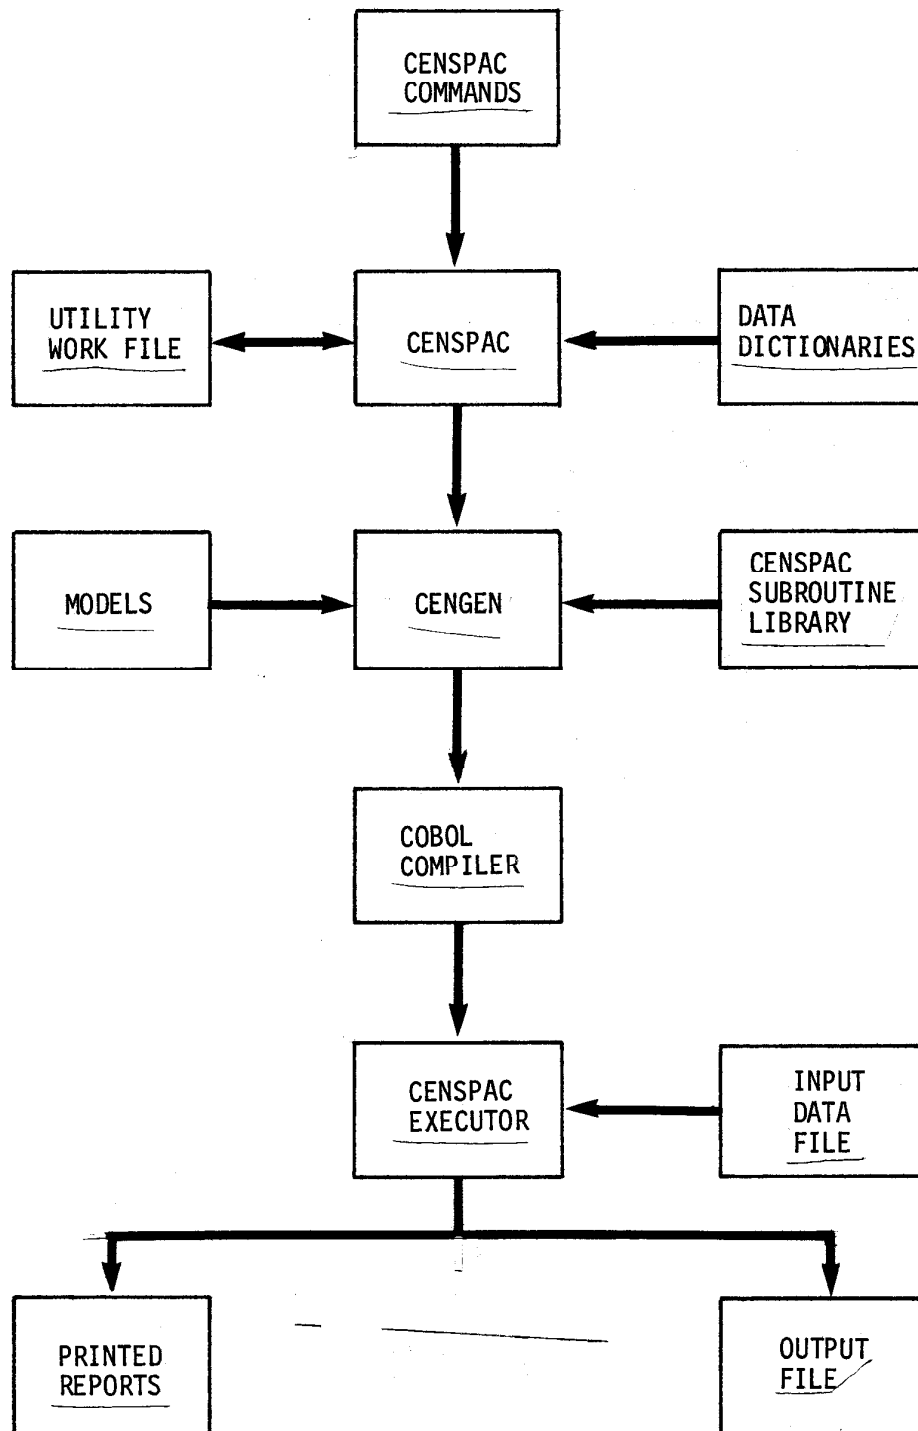 CENSPAC
COMMANDS
UTILITY
WORK FILE
CENSPAC
DATA
DICTIONARIES
MODELS
CENGEN
CENSPAC
SUBROUTINE
LIBRARY
COBOL
COMPILER
CENSPAC
EXECUTOR
INPUT
DATA
FILE
PRINTED
REPORTS
OUTPUT
FILE